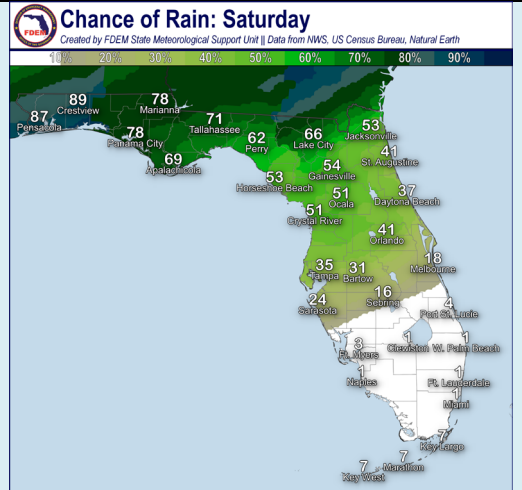 FDEM
Chance of Rain: Saturday
Created by FDEM State Meteorological Support Unit || Data from NWS, US Census Bureau, Natural Earth
10% 20% 30% 40% 50% 60% 70% 80% 90%
89
Crestview
78
Marianna
87
Pensacola
71
Tallahassee
78
Panama City
62
Perry
66
Lake City
53
Jacksonville
69
Apalachicola
41
St. Augustine
54
Gainesville
53
Horseshoe Beach
51
Ocala
37
Daytona Beach
51
Crystal River
41
Orlando
35
Tampa
31
Bartow
18
Melbourne
24
Sarasota
16
Sebring
4
Port St. Lucie
3
Ft. Myers
1
Clewiston
1
W. Palm Beach
1
Naples
1
Ft. Lauderdale
1
Miami
7
Key Largo
7
Marathon
7
Key West